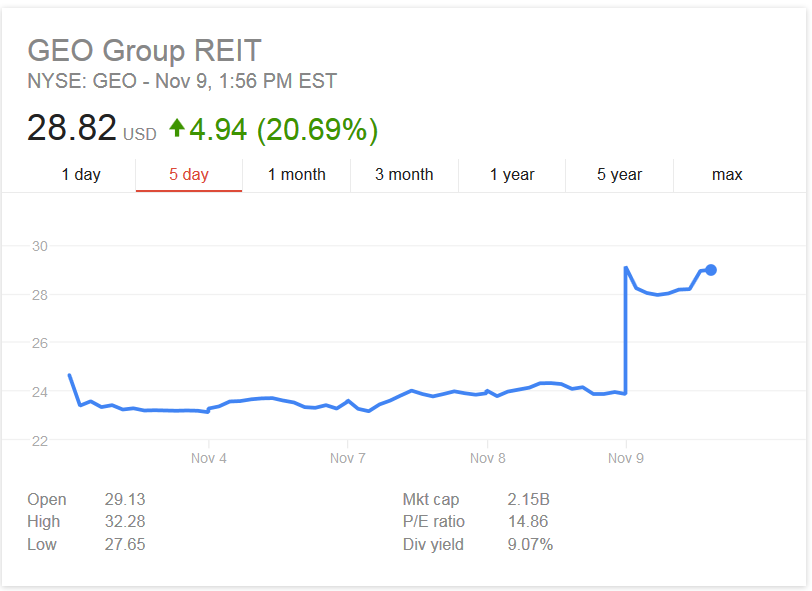 GEO Group REIT
NYSE: GEO - Nov 9, 1:56 PM EST
28.82 USD 4.94 (20.69%)
1 day 5 day 1 month 3 month 1 year 5 year max
30
28
26
24
22
Nov 4 Nov 7 Nov 8 Nov 9
Open 29.13 Mkt cap 2.15B
High 32.28 P/E ratio 14.86
Low 27.65 Div yield 9.07%